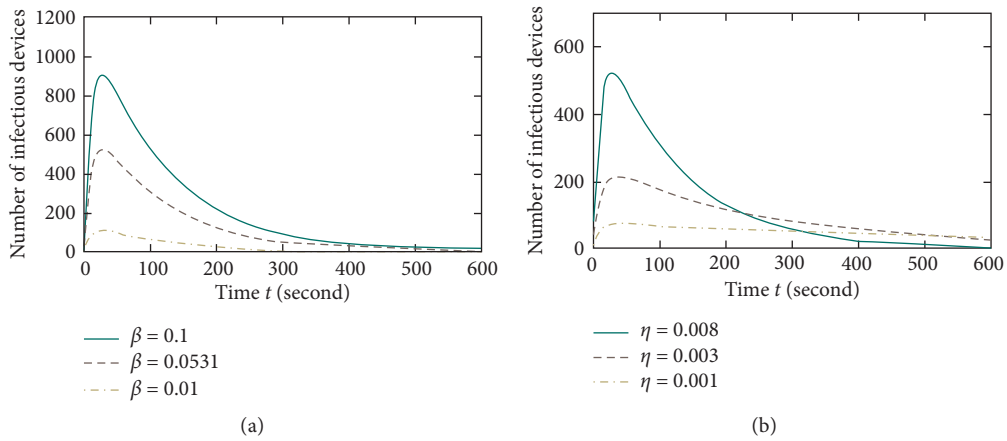 Number of infectious devices
1200
1000
800
600
400
200
0
0 100 200 300 400 500 600
Time t (second)
β = 0.1
β = 0.0531
β = 0.01
(a)
Number of infectious devices
600
400
200
0
0 100 200 300 400 500 600
Time t (second)
η = 0.008
η = 0.003
η = 0.001
(b)